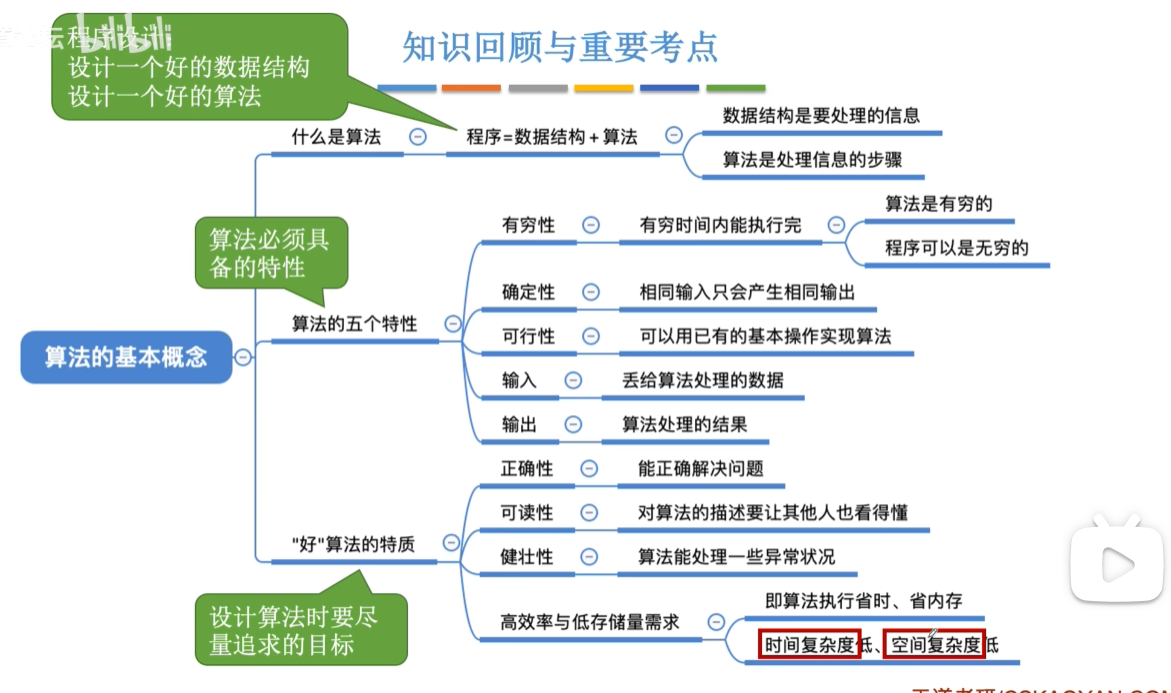 bilibili
程序设计:
设计一个好的数据结构
设计一个好的算法
知识回顾与重要考点
什么是算法
程序=数据结构+算法
数据结构是要处理的信息
算法是处理信息的步骤
算法必须具
备的特性
算法的五个特性
有穷性
有穷时间内能执行完
算法是有穷的
程序可以是无穷的
确定性
相同输入只会产生相同输出
可行性
可以用已有的基本操作实现算法
输入
丢给算法处理的数据
输出
算法处理的结果
算法的基本概念
"好"算法的特质
正确性
能正确解决问题
可读性
对算法的描述要让其他人也看得懂
健壮性
算法能处理一些异常状况
高效率与低存储量需求
即算法执行省时、省内存
时间复杂度低、空间复杂度低
设计算法时要尽
量追求的目标